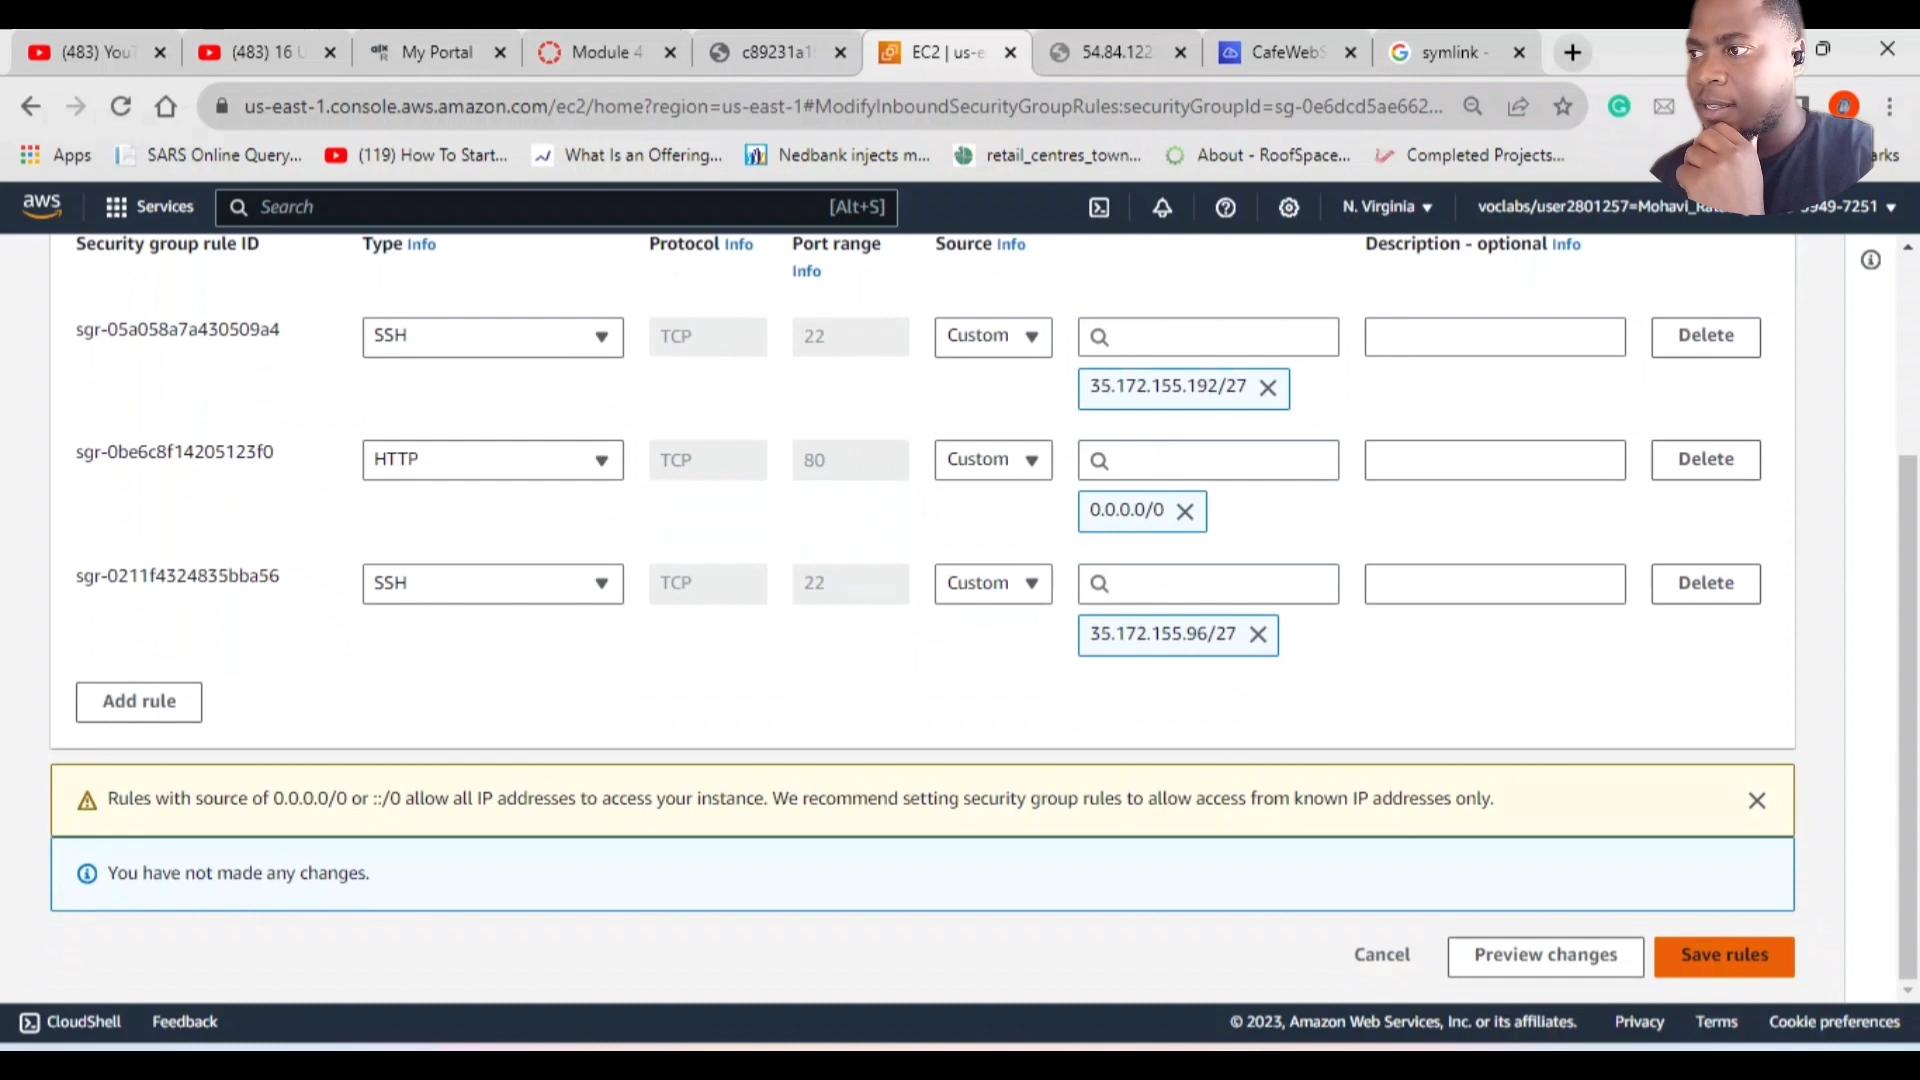 (483) You
(483) 16 U
My Portal
Module 4
c89231a1
EC2 | us-e
54.84.122
CafeWebS
symlink -
us-east-1.console.aws.amazon.com/ec2/home?region=us-east-1#ModifyInboundSecurityGroupRules:securityGroupId=sg-0e6dcd5ae662...
Apps
SARS Online Query...
(119) How To Start...
What Is an Offering...
Nedbank injects m...
retail_centres_town...
About - RoofSpace...
Completed Projects...
arks
aws
Services
Search
[Alt+S]
N. Virginia
voclabs/user2801257=Mohavi_
949-7251
Security group rule ID
Type Info
Protocol Info
Port range
Info
Source Info
Description - optional Info
sgr-05a058a7a430509a4
SSH
TCP
22
Custom
Delete
35.172.155.192/27
sgr-0be6c8f14205123f0
HTTP
TCP
80
Custom
Delete
0.0.0.0/0
sgr-0211f4324835bba56
SSH
TCP
22
Custom
Delete
35.172.155.96/27
Add rule
Rules with source of 0.0.0.0/0 or ::/0 allow all IP addresses to access your instance. We recommend setting security group rules to allow access from known IP addresses only.
You have not made any changes.
Cancel
Preview changes
Save rules
CloudShell
Feedback
© 2023, Amazon Web Services, Inc. or its affiliates.
Privacy
Terms
Cookie preferences